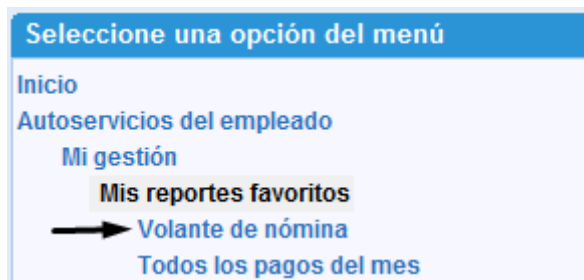 Seleccione una opción del menú
Inicio
Autoservicios del empleado
Mi gestión
Mis reportes favoritos
Volante de nómina
Todos los pagos del mes